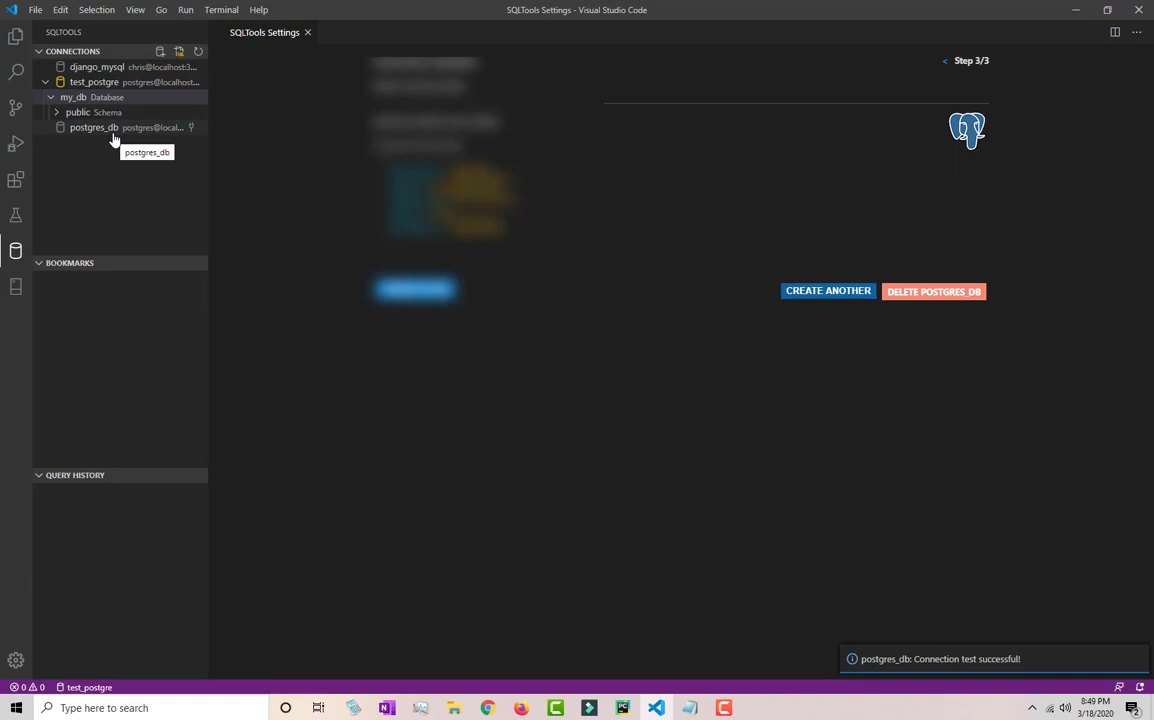 File Edit Selection View Go Run Terminal Help
SQLTools Settings - Visual Studio Code
SQLTOOLS
CONNECTIONS
django_mysql chris@localhost:3...
test_postgre postgres@localhost...
my_db Database
public Schema
postgres_db postgres@local...
postgres_db
BOOKMARKS
QUERY HISTORY
SQLTools Settings
< Step 3/3
CREATE ANOTHER
DELETE POSTGRES_DB
postgres_db: Connection test successful!
0 0 test_postgre
Type here to search
8:49 PM
3/18/2020
2